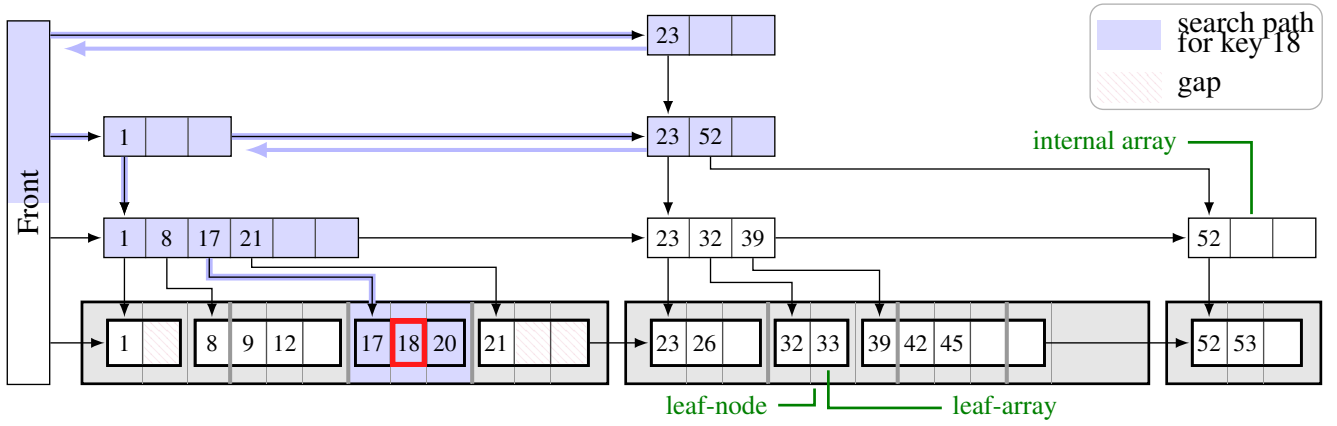 23
search path
for key 18
gap
1
23 52
internal array
Front
1 8 17 21
23 32 39
52
1 8 9 12 17 18 20 21
23 26 32 33 39 42 45
52 53
leaf-node
leaf-array